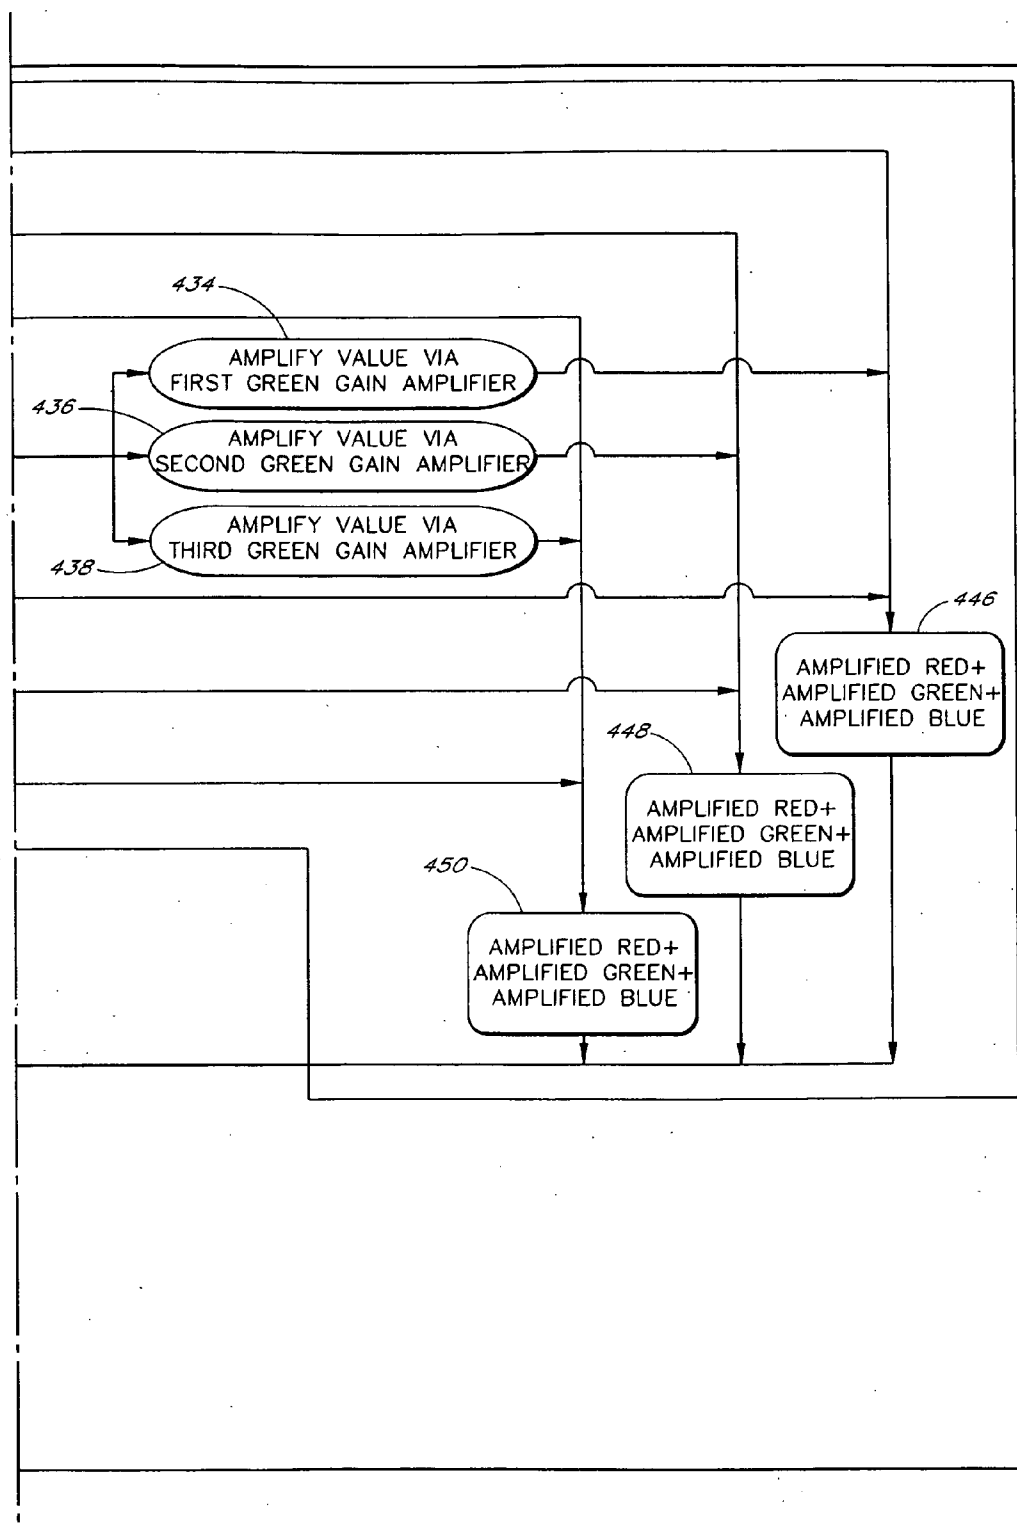 434
AMPLIFY VALUE VIA
FIRST GREEN GAIN AMPLIFIER
436
AMPLIFY VALUE VIA
SECOND GREEN GAIN AMPLIFIER
AMPLIFY VALUE VIA
THIRD GREEN GAIN AMPLIFIER
438
446
AMPLIFIED RED+
AMPLIFIED GREEN+
AMPLIFIED BLUE
448
AMPLIFIED RED+
AMPLIFIED GREEN+
AMPLIFIED BLUE
450
AMPLIFIED RED+
AMPLIFIED GREEN+
AMPLIFIED BLUE